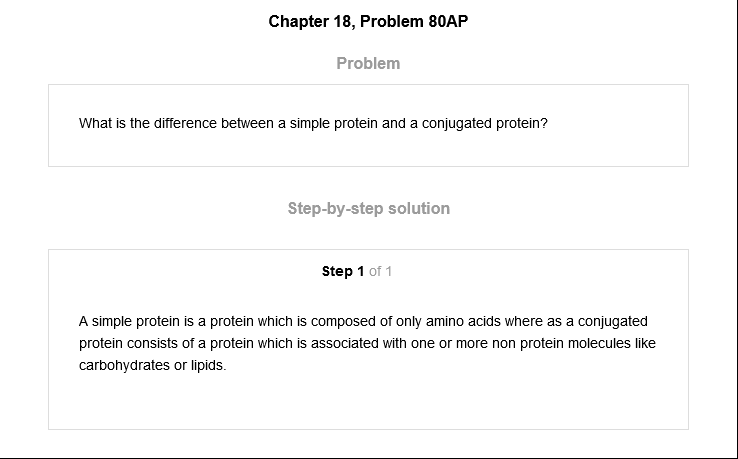 Chapter 18, Problem 80AP
Problem
What is the difference between a simple protein and a conjugated protein?
Step-by-step solution
Step 1 of 1
A simple protein is a protein which is composed of only amino acids where as a conjugated
protein consists of a protein which is associated with one or more non protein molecules like
carbohydrates or lipids.